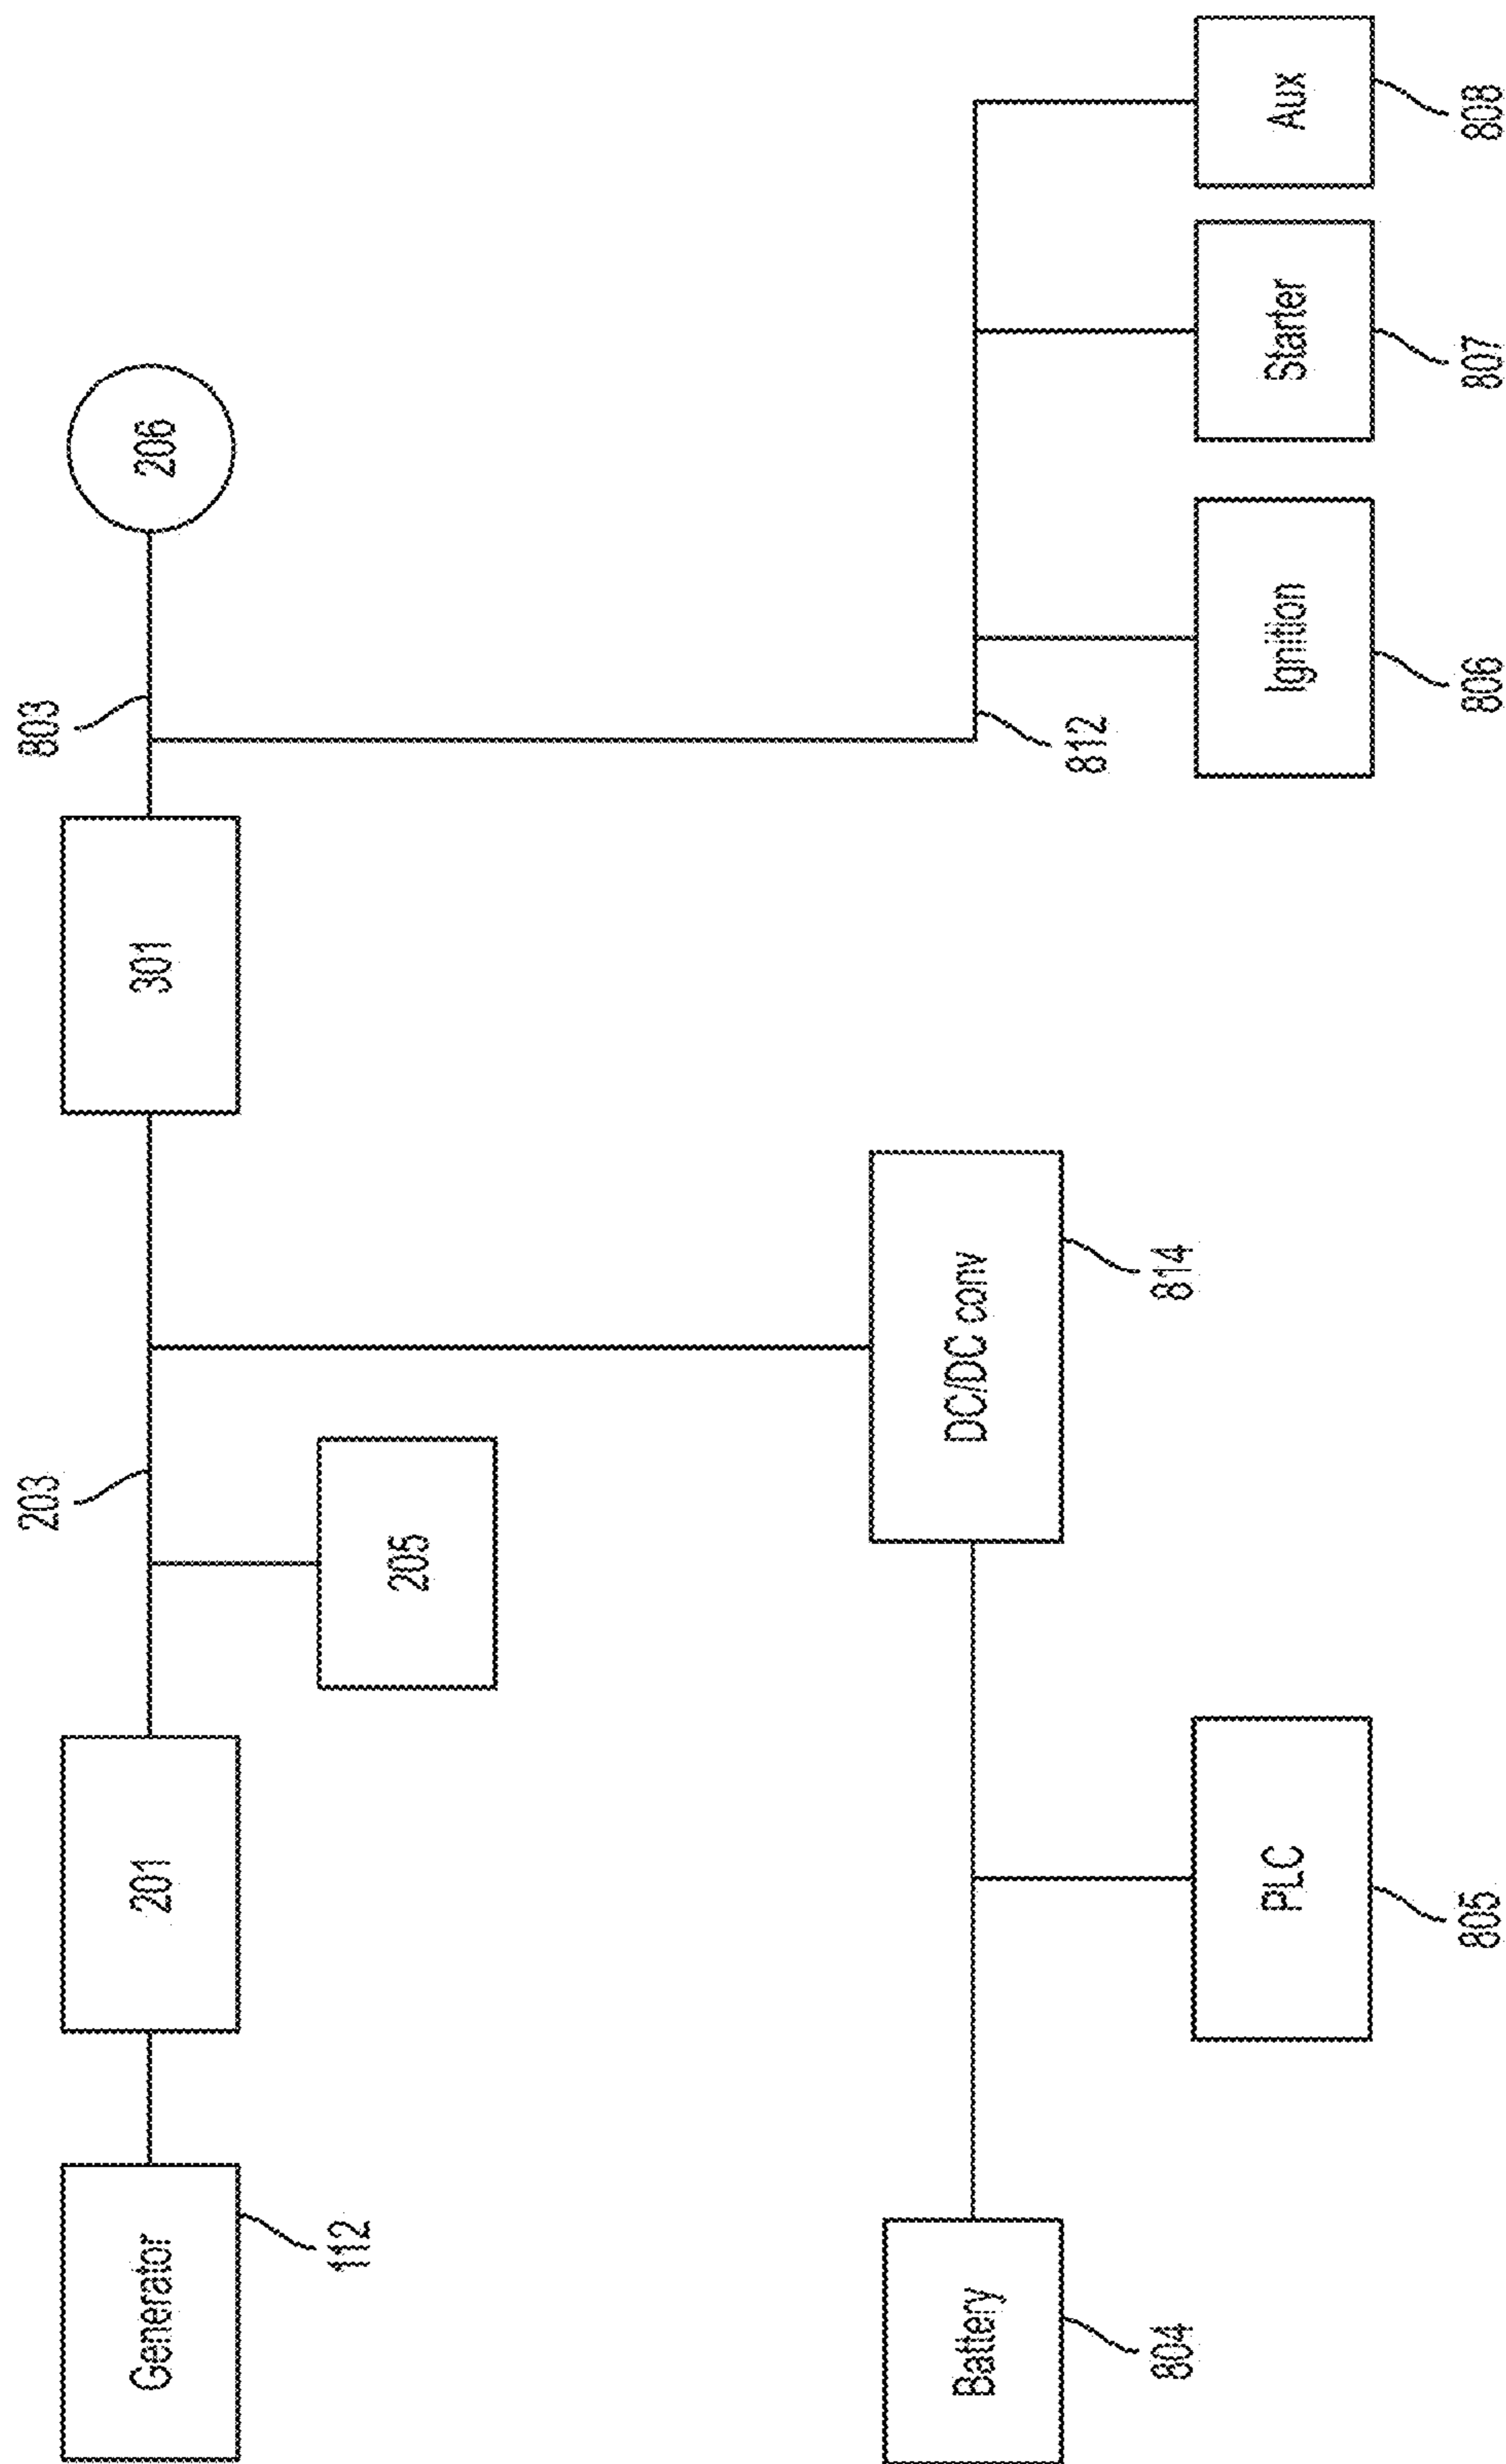 803
203
Generator
201
301
206
112
205
Battery
DC/DC conv
804
814
812
PLC
Ignition
Starter
Aux
805
806
807
808